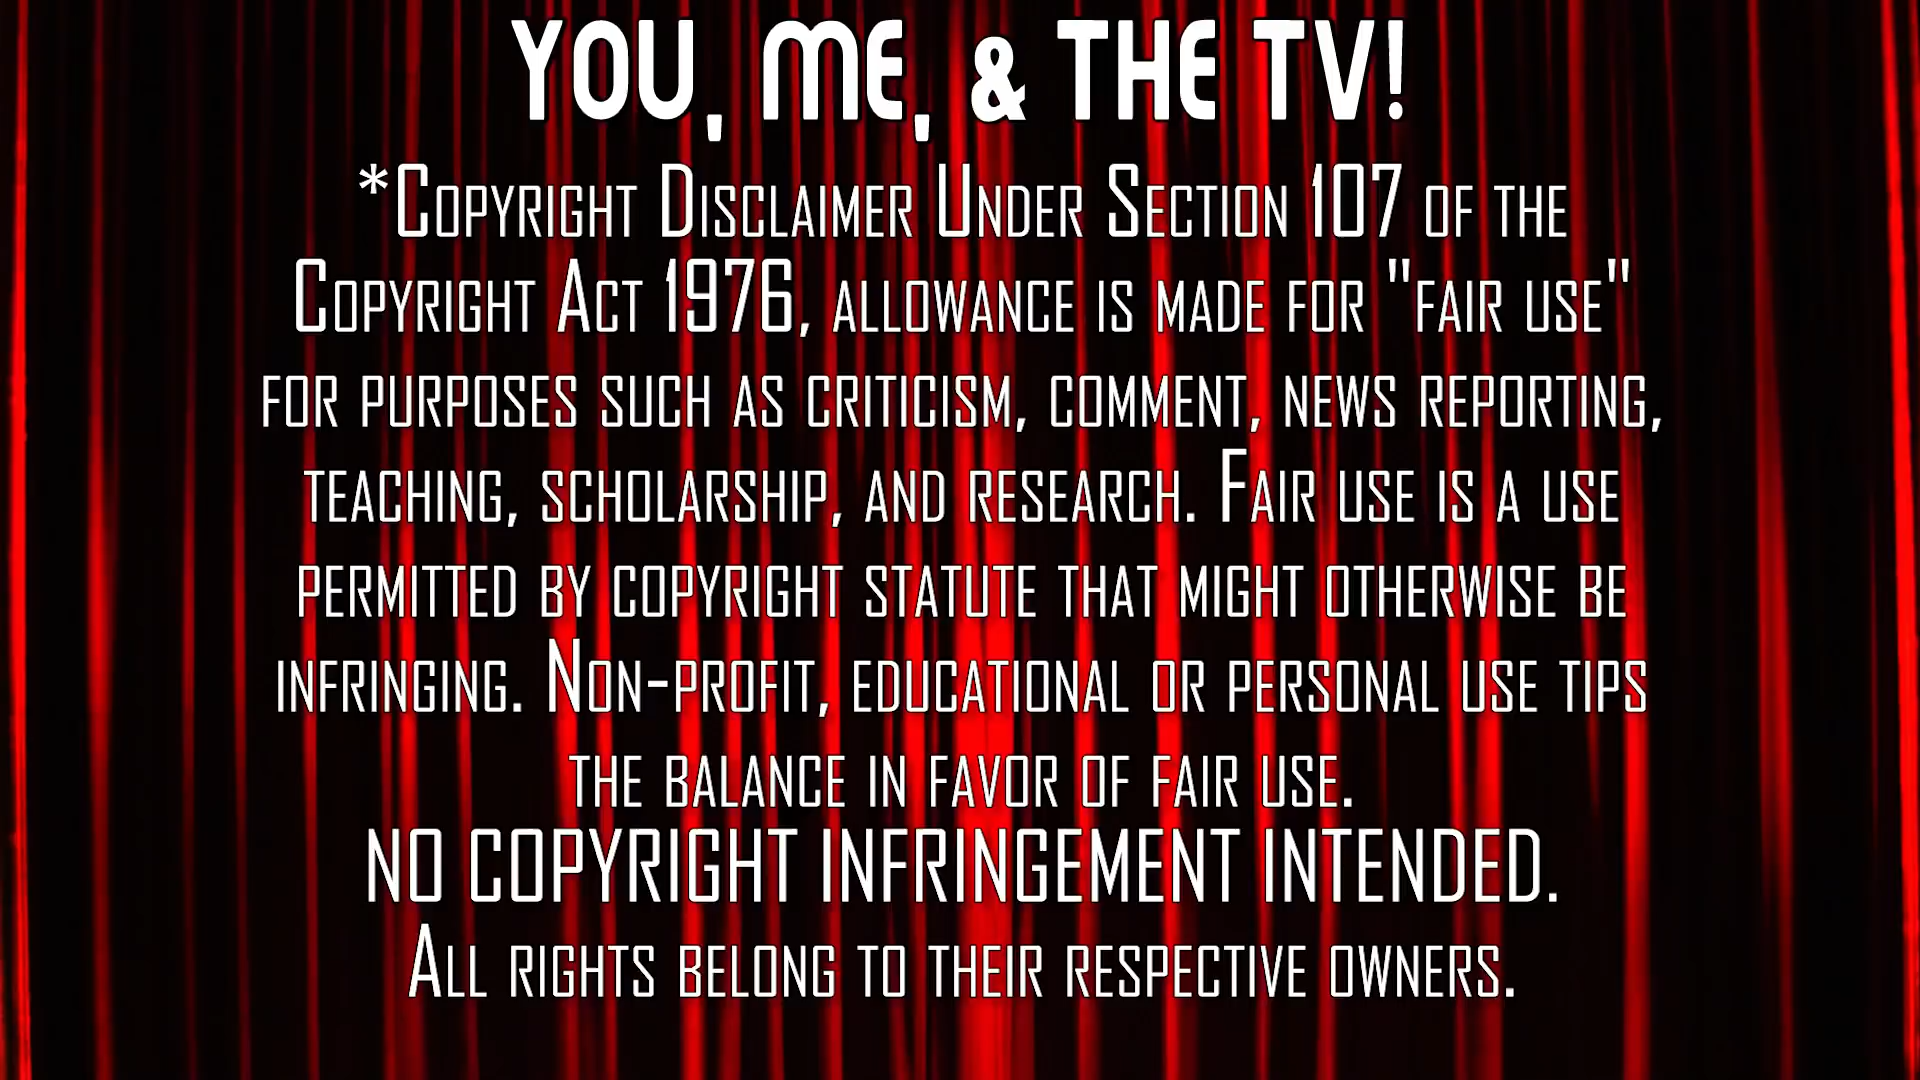 YOU, ME, & THE TV!
*Copyright Disclaimer Under Section 107 of the
Copyright Act 1976, allowance is made for "fair use"
for purposes such as criticism, comment, news reporting,
teaching, scholarship, and research. Fair use is a use
permitted by copyright statute that might otherwise be
infringing. Non-profit, educational or personal use tips
the balance in favor of fair use.
NO COPYRIGHT INFRINGEMENT INTENDED.
All rights belong to their respective owners.